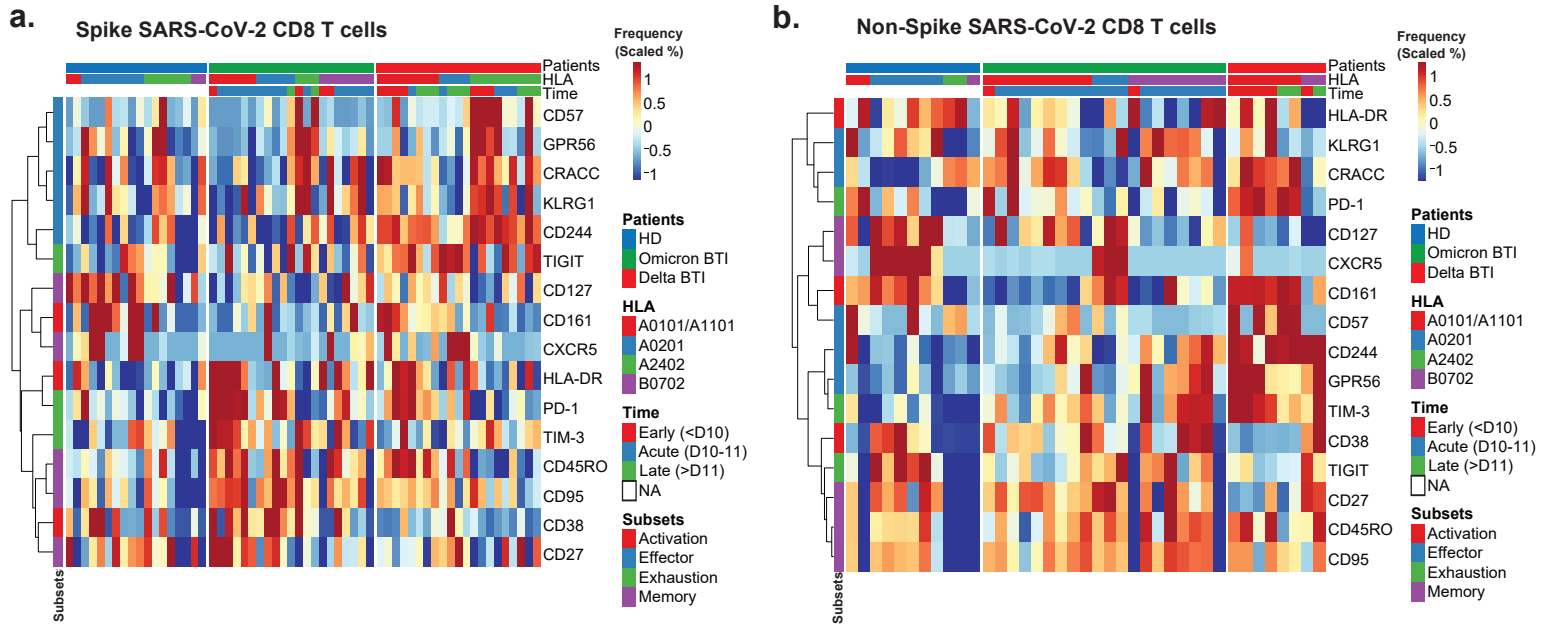 a.
Spike SARS-CoV-2 CD8 T cells
Patients
HLA
Time
CD57
GPR56
CRACC
KLRG1
CD244
TIGIT
CD127
CD161
CXCR5
HLA-DR
PD-1
TIM-3
CD45RO
CD95
CD38
CD27
Subsets
Frequency
(Scaled %)
1
0.5
0
−0.5
−1
Patients
HD
Omicron BTI
Delta BTI
HLA
A0101/A1101
A0201
A2402
B0702
Time
Early (<D10)
Acute (D10-11)
Late (>D11)
NA
Subsets
Activation
Effector
Exhaustion
Memory
b.
Non-Spike SARS-CoV-2 CD8 T cells
Patients
HLA
Time
HLA-DR
KLRG1
CRACC
PD-1
CD127
CXCR5
CD161
CD57
CD244
GPR56
TIM-3
CD38
TIGIT
CD27
CD45RO
CD95
Subsets
Frequency
(Scaled %)
1
0.5
0
−0.5
−1
Patients
HD
Omicron BTI
Delta BTI
HLA
A0101/A1101
A0201
A2402
B0702
Time
Early (<D10)
Acute (D10-11)
Late (>D11)
NA
Subsets
Activation
Effector
Exhaustion
Memory